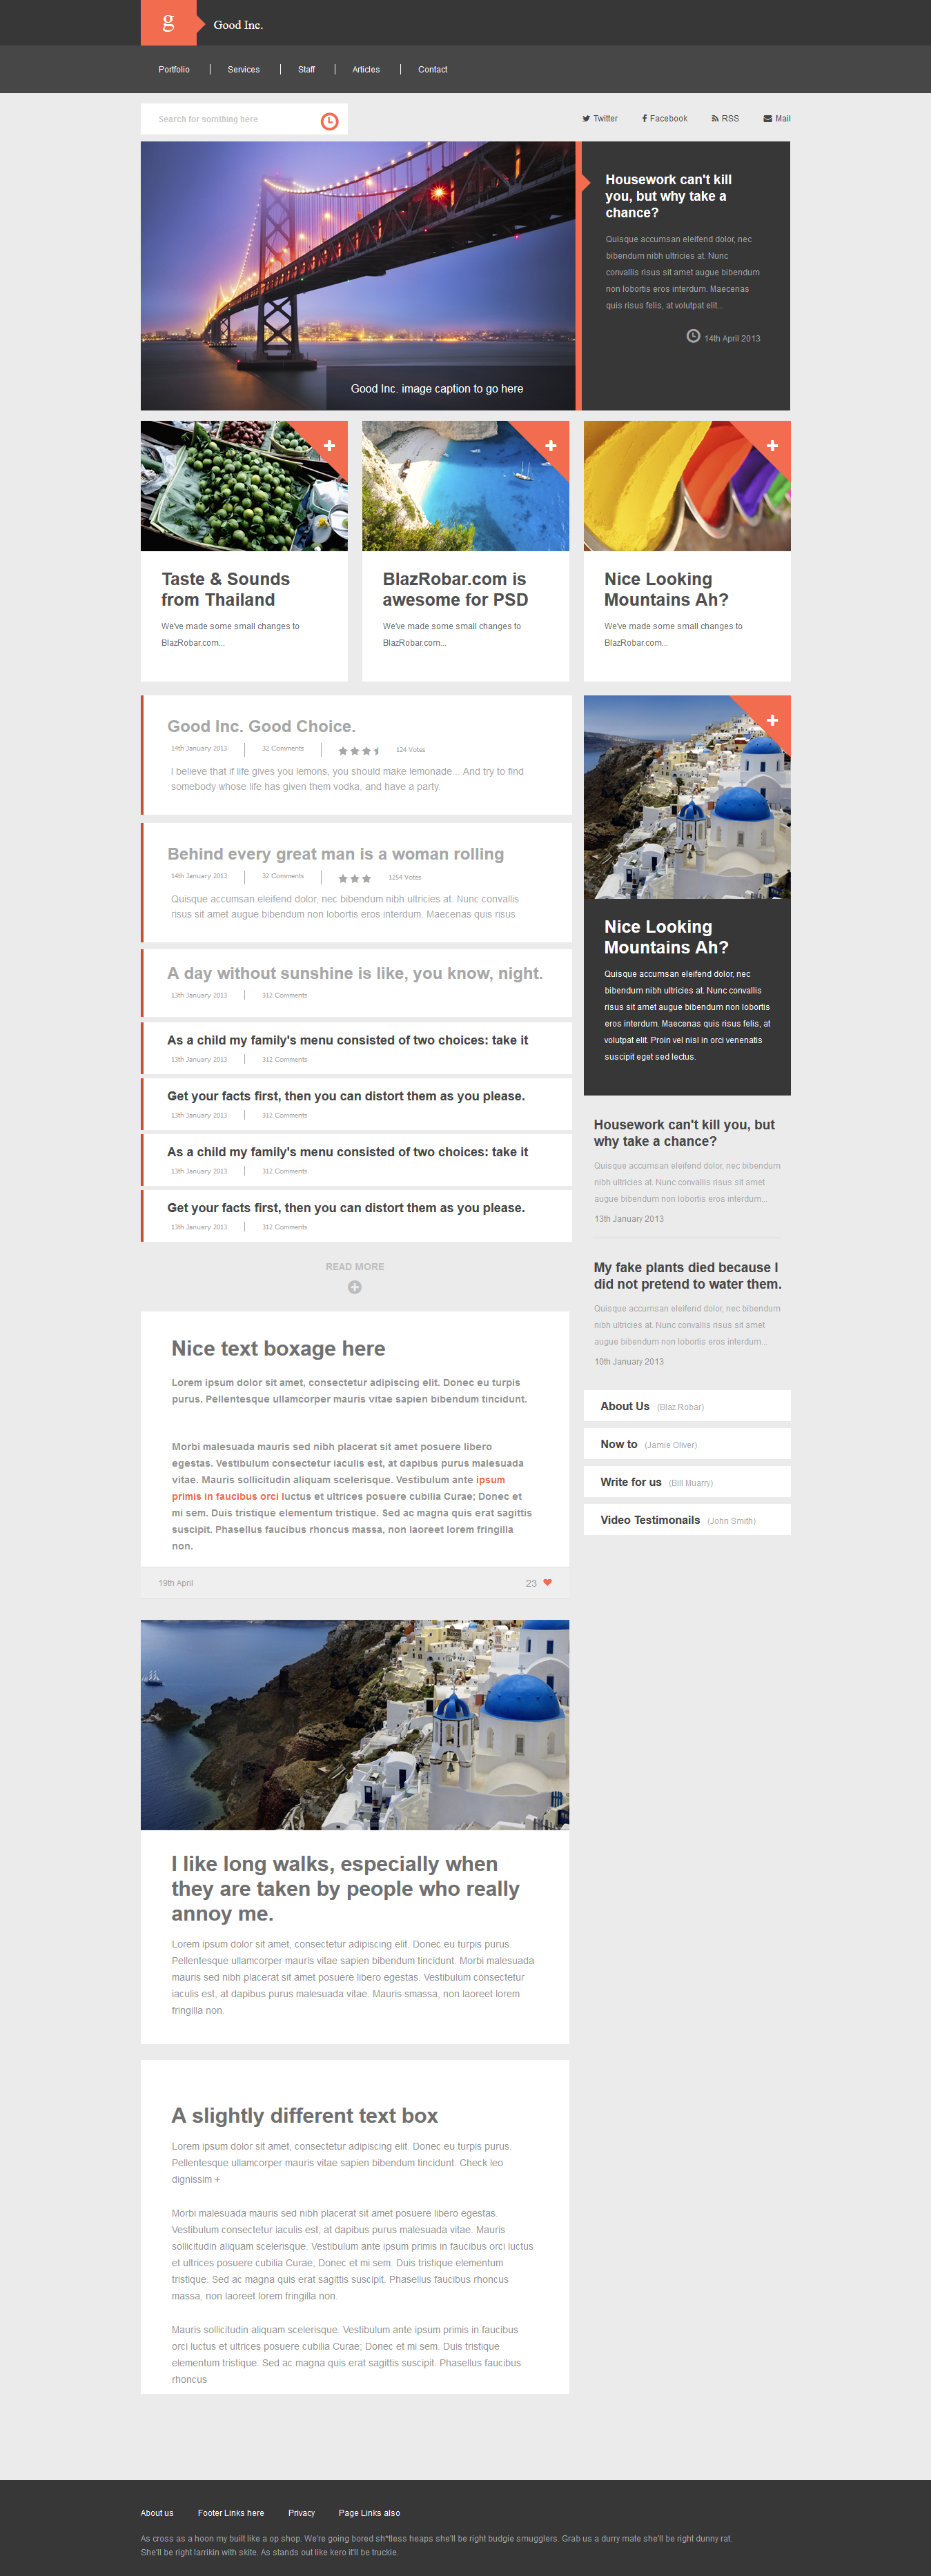 g
Good Inc.
Portfolio
Services
Staff
Articles
Contact
Search for somthing here
Twitter
Facebook
RSS
Mail
Good Inc. image caption to go here
Housework can't kill
you, but why take a
chance?
Quisque accumsan eleifend dolor, nec
bibendum nibh ultricies at. Nunc
convallis risus sit amet augue bibendum
non lobortis eros interdum. Maecenas
quis risus felis, at volutpat elit...
14th April 2013
Taste & Sounds
from Thailand
We've made some small changes to
BlazRobar.com...
BlazRobar.com is
awesome for PSD
We've made some small changes to
BlazRobar.com...
Nice Looking
Mountains Ah?
We've made some small changes to
BlazRobar.com...
Good Inc. Good Choice.
14th January 2013
32 Comments
124 Votes
I believe that if life gives you lemons, you should make lemonade... And try to find
somebody whose life has given them vodka, and have a party.
Behind every great man is a woman rolling
14th January 2013
32 Comments
1254 Votes
Quisque accumsan eleifend dolor, nec bibendum nibh ultricies at. Nunc convallis
risus sit amet augue bibendum non lobortis eros interdum. Maecenas quis risus
A day without sunshine is like, you know, night.
13th January 2013
312 Comments
As a child my family's menu consisted of two choices: take it
13th January 2013
312 Comments
Get your facts first, then you can distort them as you please.
13th January 2013
312 Comments
As a child my family's menu consisted of two choices: take it
13th January 2013
312 Comments
Get your facts first, then you can distort them as you please.
13th January 2013
312 Comments
READ MORE
Nice text boxage here
Lorem ipsum dolor sit amet, consectetur adipiscing elit. Donec eu turpis
purus. Pellentesque ullamcorper mauris vitae sapien bibendum tincidunt.
Morbi malesuada mauris sed nibh placerat sit amet posuere libero
egestas. Vestibulum consectetur iaculis est, at dapibus purus malesuada
vitae. Mauris sollicitudin aliquam scelerisque. Vestibulum ante ipsum
primis in faucibus orci luctus et ultrices posuere cubilia Curae; Donec et
mi sem. Duis tristique elementum tristique. Sed ac magna quis erat sagittis
suscipit. Phasellus faucibus rhoncus massa, non laoreet lorem fringilla
non.
19th April
23
I like long walks, especially when
they are taken by people who really
annoy me.
Lorem ipsum dolor sit amet, consectetur adipiscing elit. Donec eu turpis purus.
Pellentesque ullamcorper mauris vitae sapien bibendum tincidunt. Morbi malesuada
mauris sed nibh placerat sit amet posuere libero egestas. Vestibulum consectetur
iaculis est, at dapibus purus malesuada vitae. Mauris smassa, non laoreet lorem
fringilla non.
A slightly different text box
Lorem ipsum dolor sit amet, consectetur adipiscing elit. Donec eu turpis purus.
Pellentesque ullamcorper mauris vitae sapien bibendum tincidunt. Check leo
dignissim +
Morbi malesuada mauris sed nibh placerat sit amet posuere libero egestas.
Vestibulum consectetur iaculis est, at dapibus purus malesuada vitae. Mauris
sollicitudin aliquam scelerisque. Vestibulum ante ipsum primis in faucibus orci luctus
et ultrices posuere cubilia Curae; Donec et mi sem. Duis tristique elementum
tristique. Sed ac magna quis erat sagittis suscipit. Phasellus faucibus rhoncus
massa, non laoreet lorem fringilla non.
Mauris sollicitudin aliquam scelerisque. Vestibulum ante ipsum primis in faucibus
orci luctus et ultrices posuere cubilia Curae; Donec et mi sem. Duis tristique
elementum tristique. Sed ac magna quis erat sagittis suscipit. Phasellus faucibus
rhoncus
Nice Looking
Mountains Ah?
Quisque accumsan eleifend dolor, nec
bibendum nibh ultricies at. Nunc convallis
risus sit amet augue bibendum non lobortis
eros interdum. Maecenas quis risus felis, at
volutpat elit. Proin vel nisl in orci venenatis
suscipit eget sed lectus.
Housework can't kill you, but
why take a chance?
Quisque accumsan eleifend dolor, nec bibendum
nibh ultricies at. Nunc convallis risus sit amet
augue bibendum non lobortis eros interdum...
13th January 2013
My fake plants died because I
did not pretend to water them.
Quisque accumsan eleifend dolor, nec bibendum
nibh ultricies at. Nunc convallis risus sit amet
augue bibendum non lobortis eros interdum...
10th January 2013
About Us (Blaz Robar)
Now to (Jamie Oliver)
Write for us (Bill Muarry)
Video Testimonails (John Smith)
About us
Footer Links here
Privacy
Page Links also
As cross as a hoon my built like a op shop. We're going bored sh*tless heaps she'll be right budgie smugglers. Grab us a durry mate she'll be right dunny rat.
She'll be right larrikin with skite. As stands out like kero it'll be truckie.